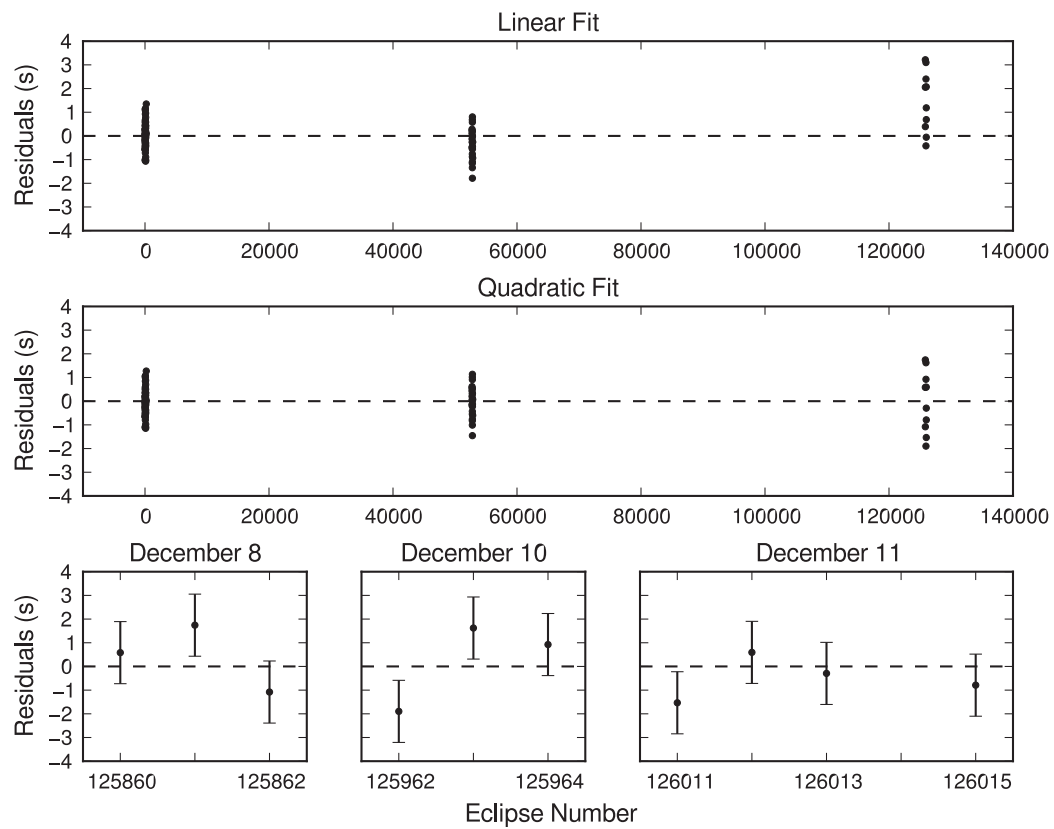 Linear Fit
Residuals (s)
4
3
2
1
0
−1
−2
−3
−4
0 20000 40000 60000 80000 100000 120000 140000
Quadratic Fit
Residuals (s)
4
3
2
1
0
−1
−2
−3
−4
0 20000 40000 60000 80000 100000 120000 140000
December 8 December 10 December 11
Residuals (s)
4
3
2
1
0
−1
−2
−3
−4
125860 125862 125962 125964 126011 126013 126015
Eclipse Number